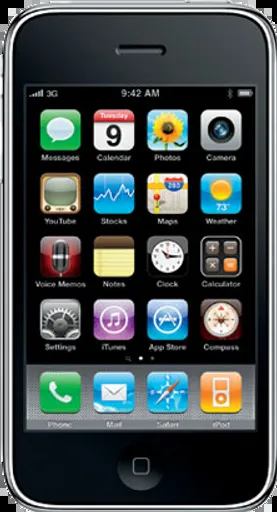 3G 9:42 AM
Tuesday
9
Messages Calendar Photos Camera
280
73°
YouTube Stocks Maps Weather
Voice Memos Notes Clock Calculator
Settings iTunes App Store Compass
Phone Mail Safari iPod